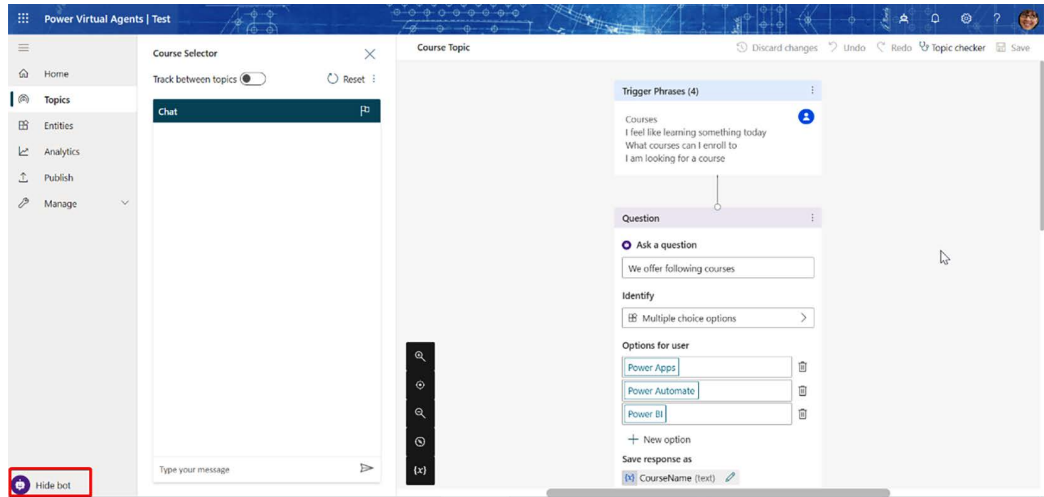 Power Virtual Agents | Test
?
Home
Topics
Entities
Analytics
Publish
Manage
Hide bot
Course Selector
Track between topics
Reset
Chat
Type your message
Course Topic
Discard changes
Undo
Redo
Topic checker
Save
Trigger Phrases (4)
Courses
I feel like learning something today
What courses can I enroll to
I am looking for a course
Question
Ask a question
We offer following courses
Identify
Multiple choice options
Options for user
Power Apps
Power Automate
Power BI
New option
Save response as
{x} CourseName (text)
{x}